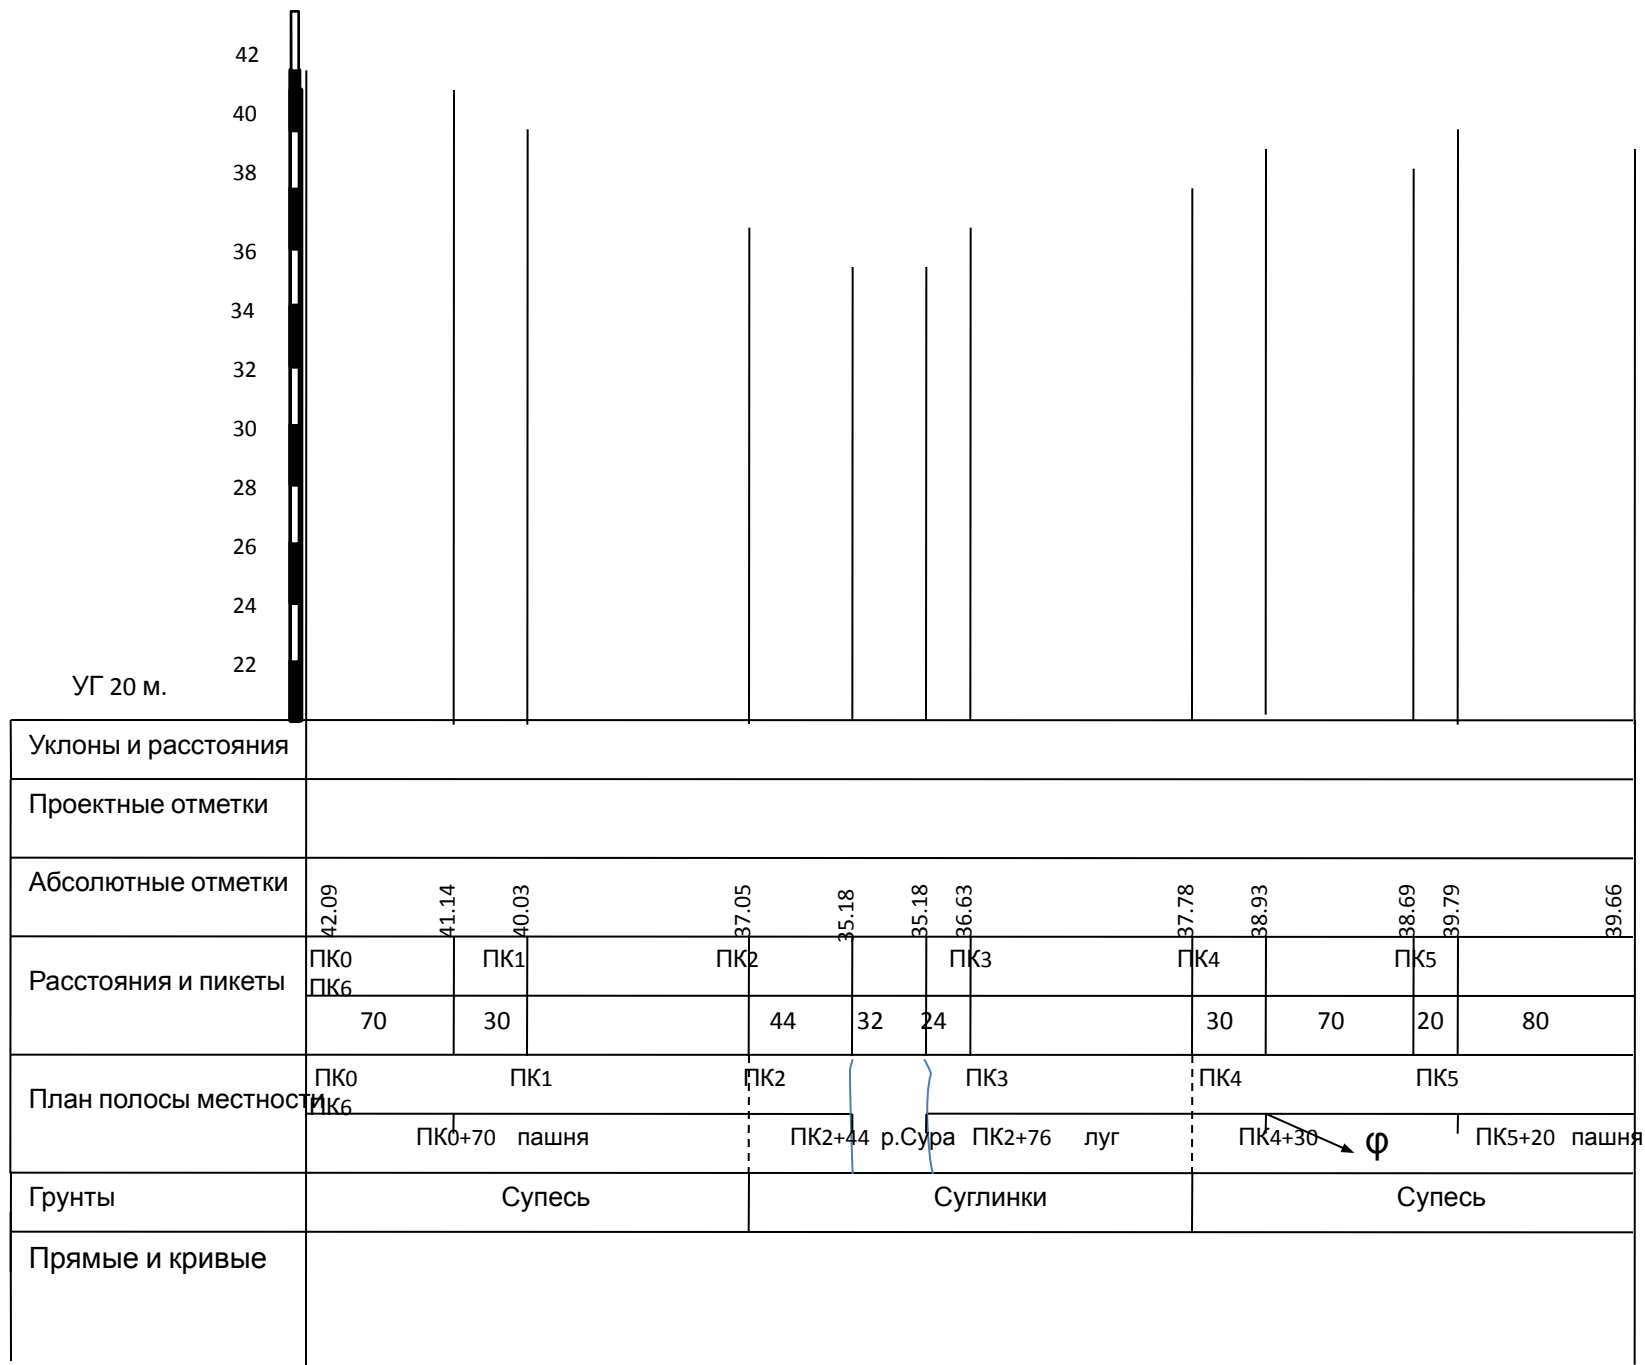 42
40
38
36
34
32
30
28
26
24
22
УГ 20 м.
Уклоны и расстояния
Проектные отметки
Абсолютные отметки 42.09 41.14 40.03 37.05 35.18 35.18 36.63 37.78 38.93 38.69 39.79 39.66
Расстояния и пикеты
ПК0 ПК1 ПК2 ПК3 ПК4 ПК5
ПК6
70 30 44 32 24 30 70 20 80
План полосы местности
ПК0 ПК1 ПК2 ПК3 ПК4 ПК5
ПК6
ПК0+70 пашня ПК2+44 р.Сура ПК2+76 луг ПК4+30 φ ПК5+20 пашня
Грунты Супесь Суглинки Супесь
Прямые и кривые